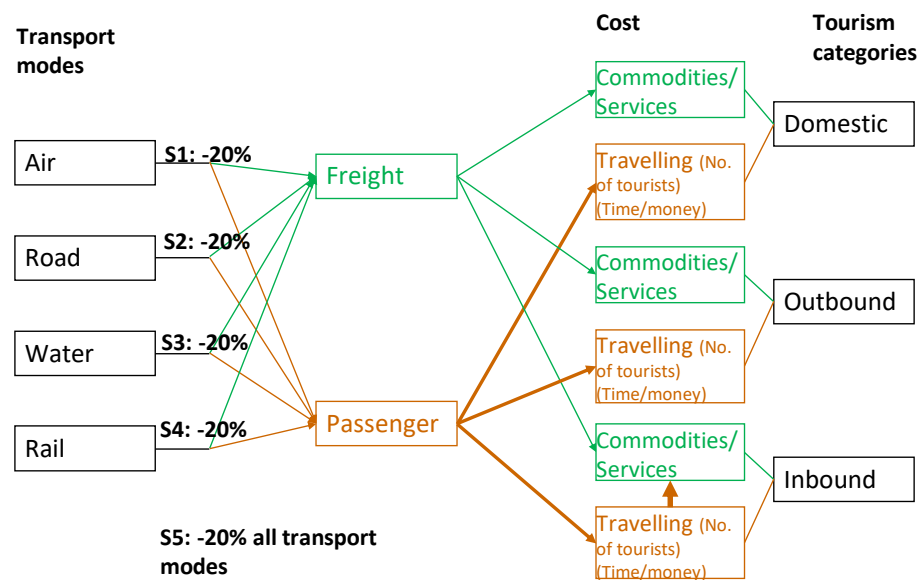 Transport
modes
Cost
Tourism
categories
Air
S1: -20%
Road
S2: -20%
Water
S3: -20%
Rail
S4: -20%
S5: -20% all transport
modes
Freight
Passenger
Commodities/
Services
Travelling (No.
of tourists)
(Time/money)
Domestic
Commodities/
Services
Travelling (No.
of tourists)
(Time/money)
Outbound
Commodities/
Services
Travelling (No.
of tourists)
(Time/money)
Inbound